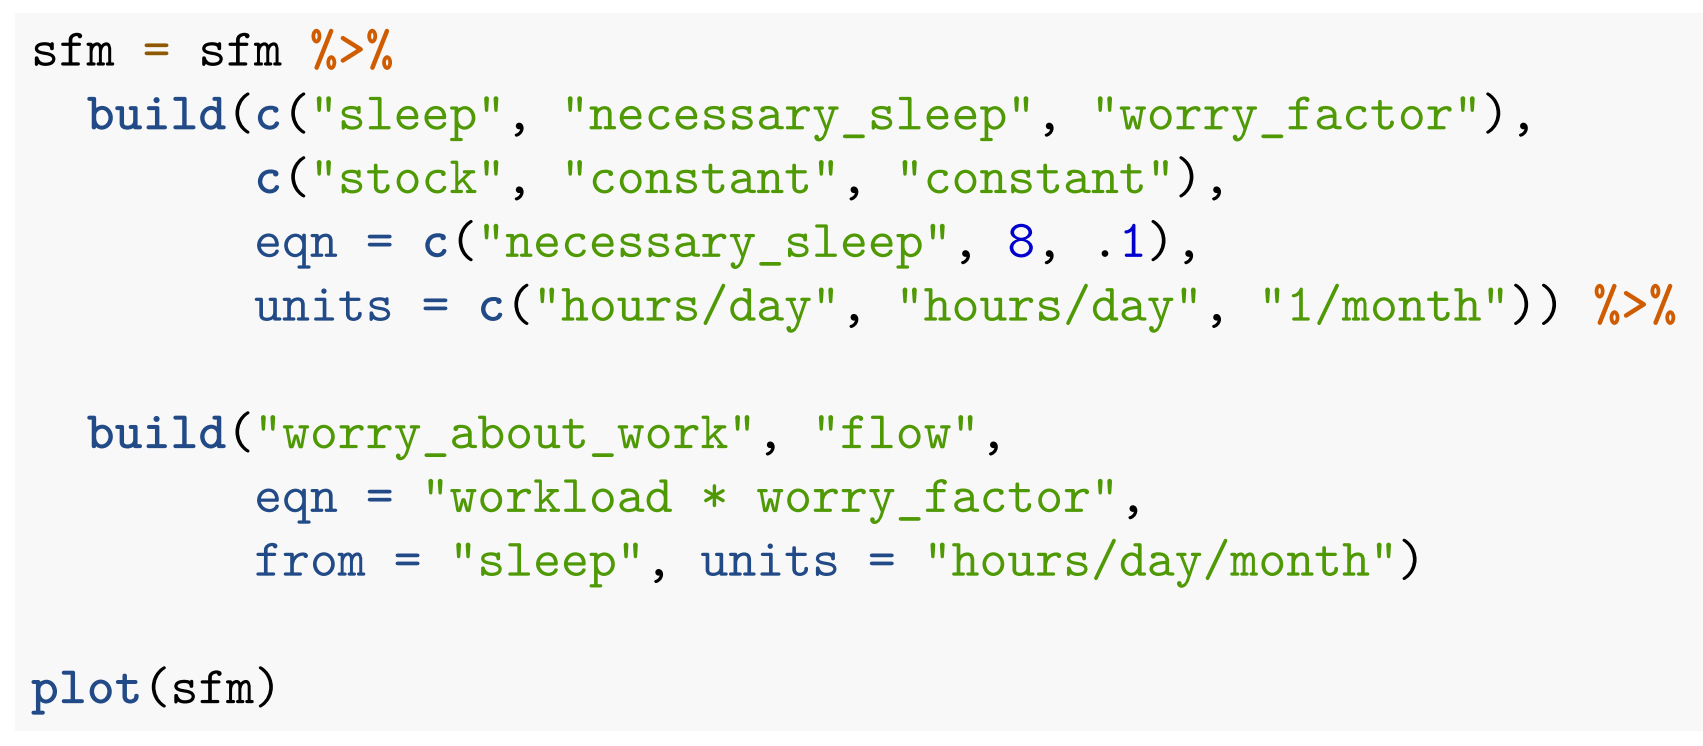 sfm = sfm %>%
  build(c("sleep", "necessary_sleep", "worry_factor"),
        c("stock", "constant", "constant"),
        eqn = c("necessary_sleep", 8, .1),
        units = c("hours/day", "hours/day", "1/month")) %>%
  build("worry_about_work", "flow",
        eqn = "workload * worry_factor",
        from = "sleep", units = "hours/day/month")
plot(sfm)